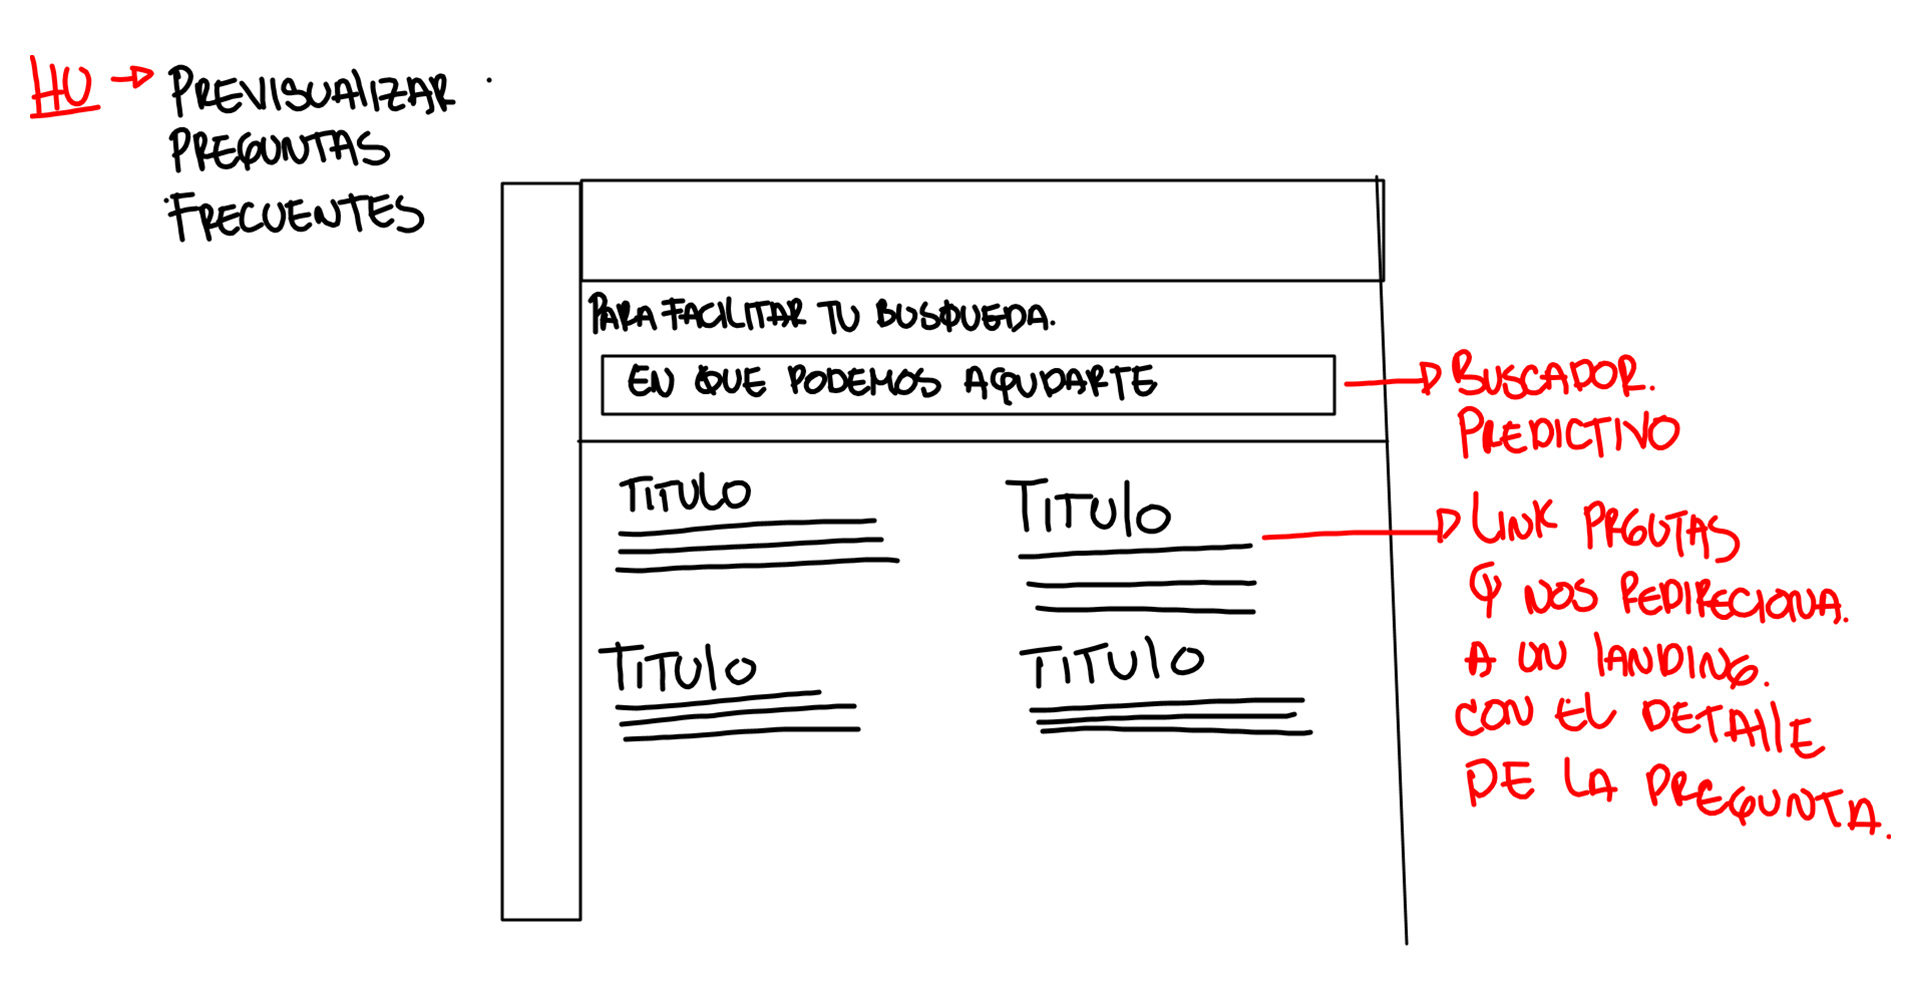 HU → PREVISUALIZAR
PREGUNTAS
FRECUENTES
PARA FACILITAR TU BUSQUEDA.
EN QUE PODEMOS AYUDARTE
BUSCADOR.
PREDICTIVO
TITULO
TITULO
LINK PRGUTAS
Q NOS REDIRECIONA.
A UN LANDING.
CON EL DETALLE
DE LA PREGUNTA.
TITULO
TITULO